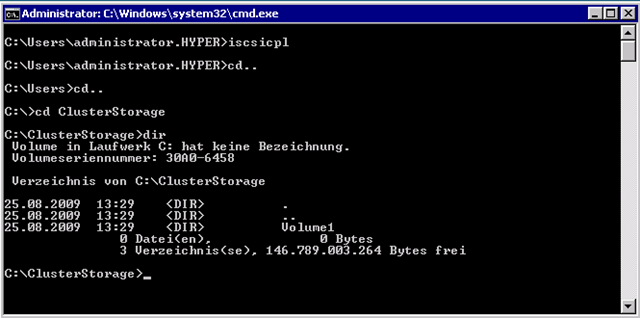 Administrator: C:\Windows\system32\cmd.exe
C:\Users\administrator.HYPER>iscsicpl
C:\Users\administrator.HYPER>cd..
C:\Users>cd..
C:\>cd ClusterStorage
C:\ClusterStorage>dir
Volume in Laufwerk C: hat keine Bezeichnung.
Volumeseriennummer: 30A0-6458
Verzeichnis von C:\ClusterStorage
25.08.2009  13:29    <DIR>          .
25.08.2009  13:29    <DIR>          ..
25.08.2009  13:29    <DIR>          Volume1
0 Datei(en),              0 Bytes
3 Verzeichnis(se), 146.789.003.264 Bytes frei
C:\ClusterStorage>_